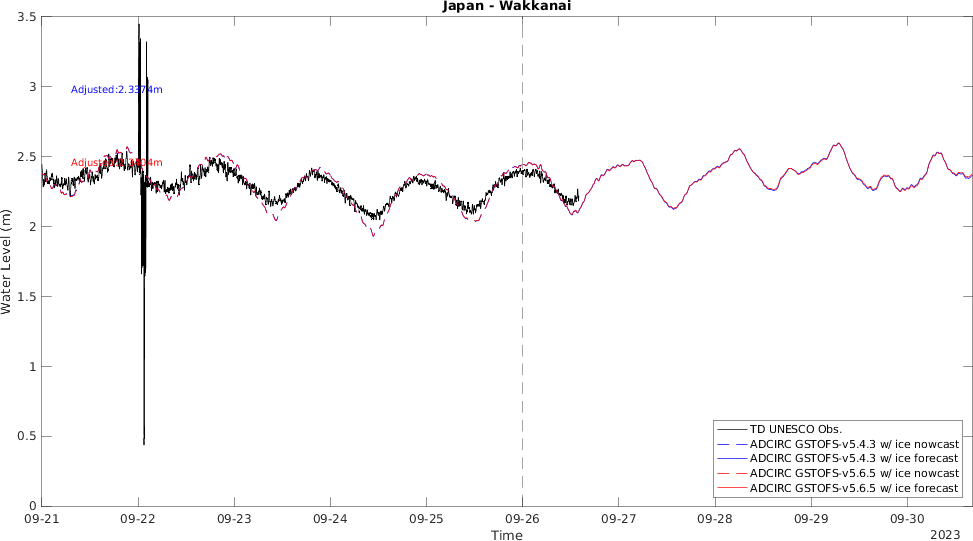 Japan - Wakkanai
3.5
3
2.5
2
1.5
1
0.5
0
Water Level (m)
Adjusted:2.3374m
09-21
09-22
09-23
09-24
09-25
09-26
09-27
09-28
09-29
09-30
Time
2023
TD UNESCO Obs.
ADCIRC GSTOFS-v5.4.3 w/ ice nowcast
ADCIRC GSTOFS-v5.4.3 w/ ice forecast
ADCIRC GSTOFS-v5.6.5 w/ ice nowcast
ADCIRC GSTOFS-v5.6.5 w/ ice forecast